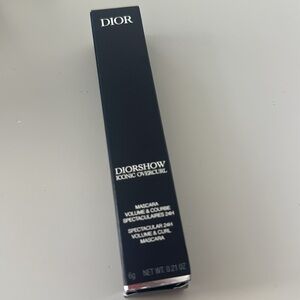 DIOR
DIORSHOW
ICONIC OVERCURL
MASCARA
VOLUME & COURBE
SPECTACULAIRES 24H
SPECTACULAR 24H
VOLUME & CURL
MASCARA
6g NET WT. 0.21 OZ